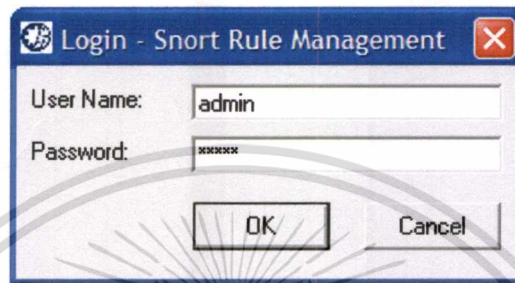 Login - Snort Rule Management
User Name: admin
Password: *****
OK Cancel